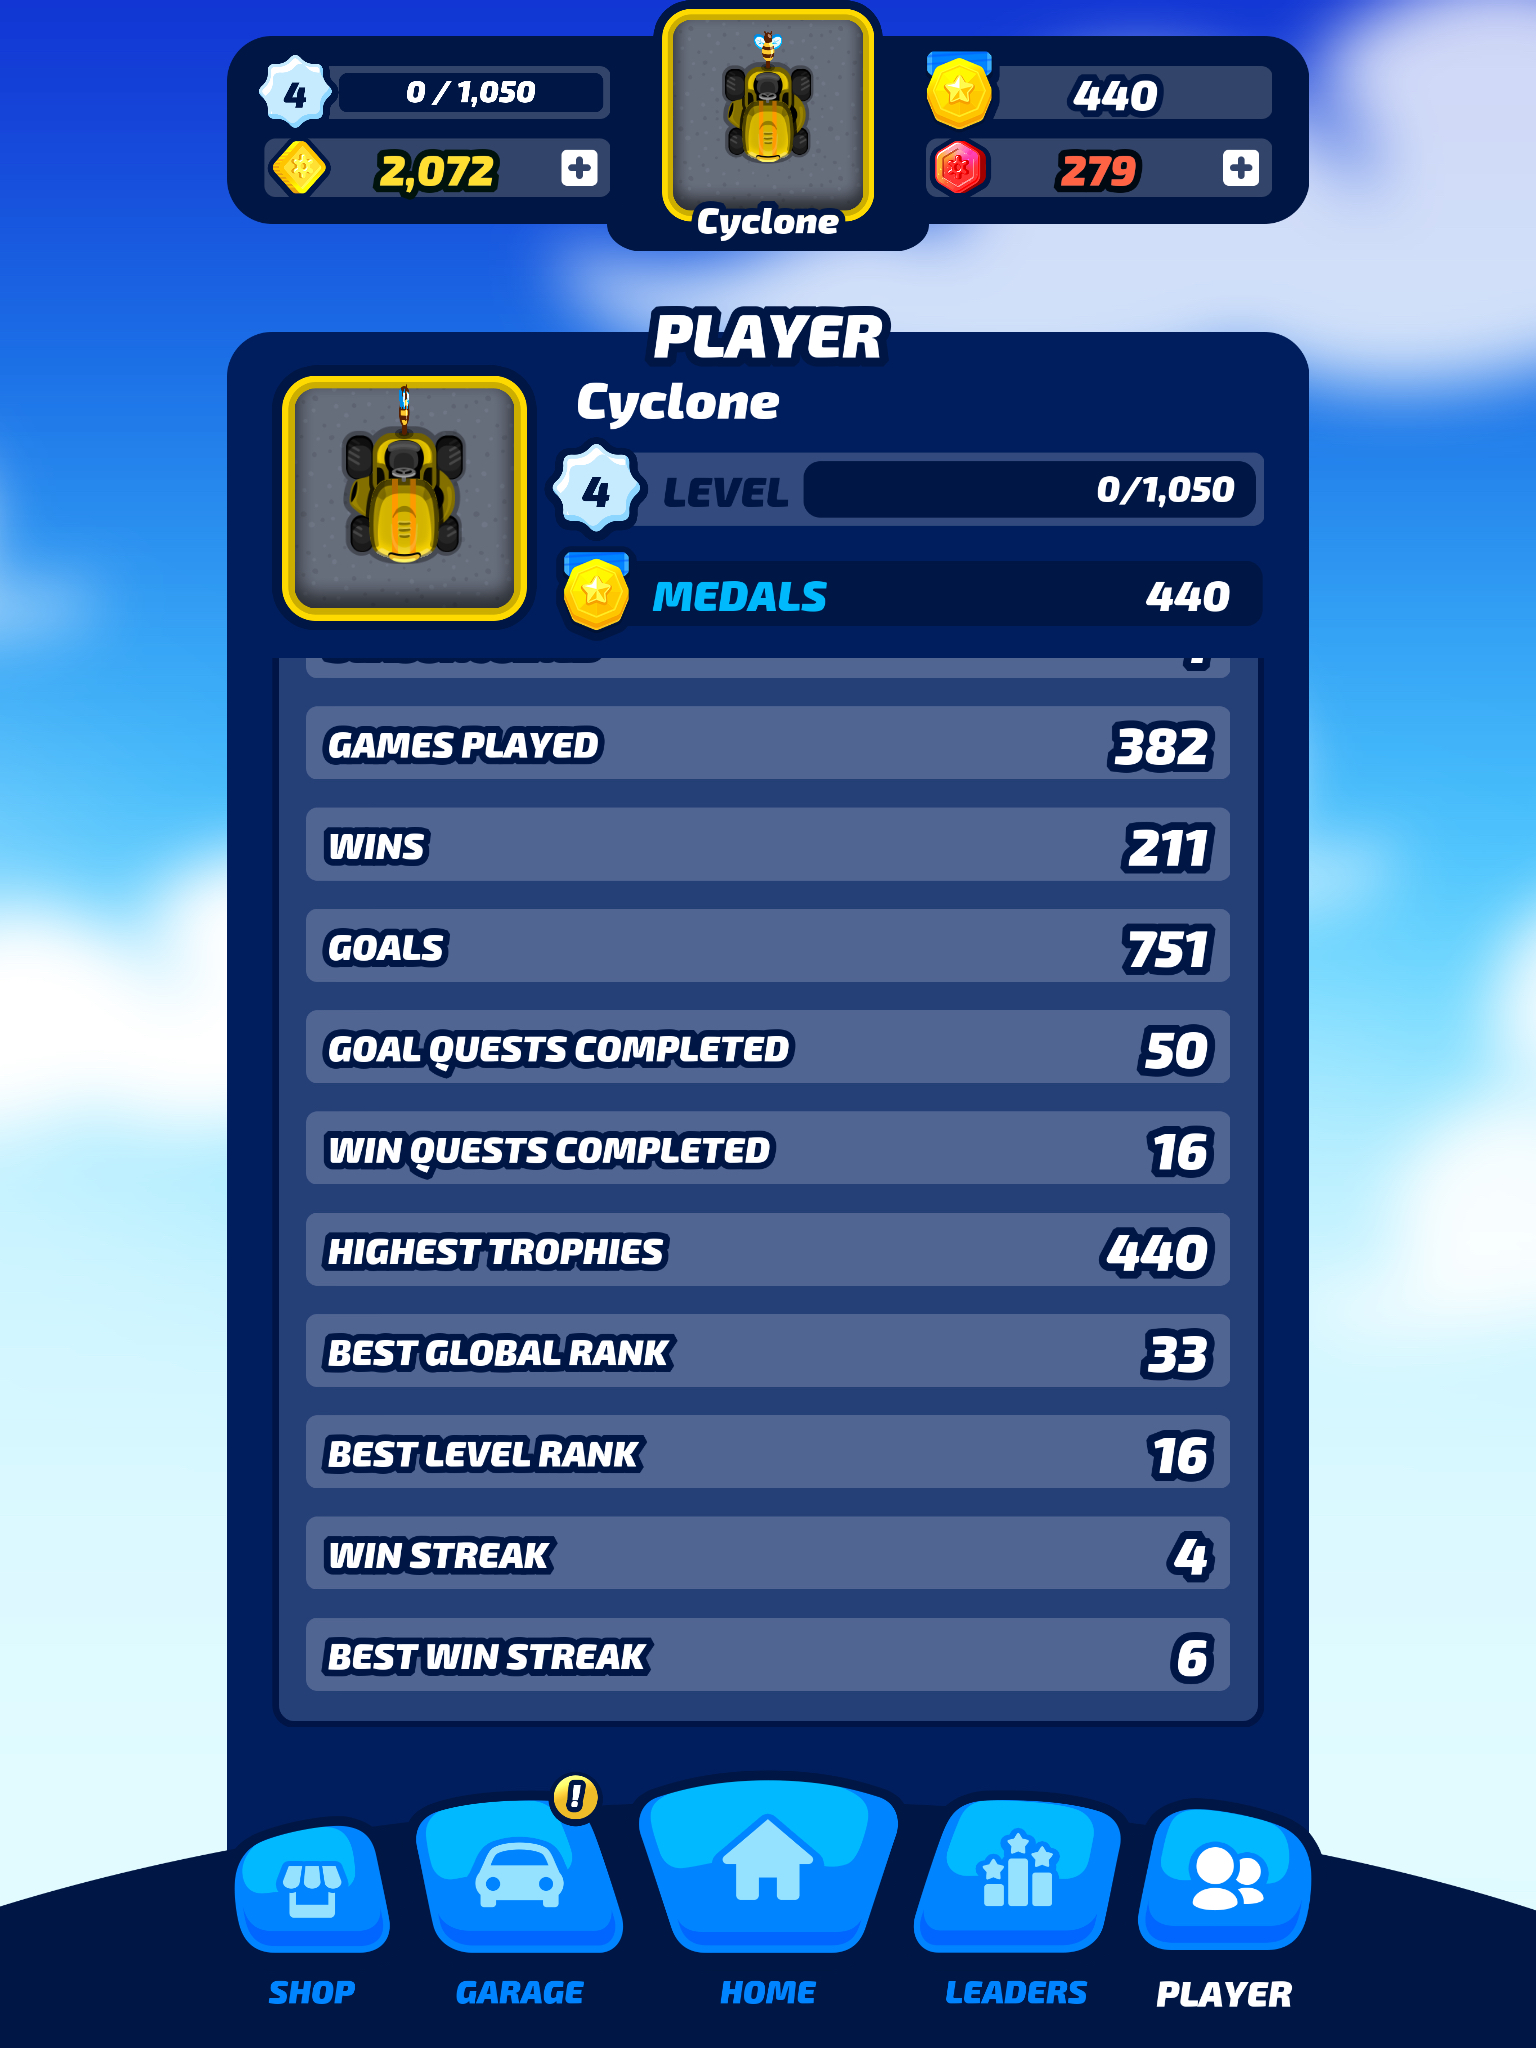 4
0 / 1,050
440
2,072
279
Cyclone
PLAYER
Cyclone
4
LEVEL
0/1,050
MEDALS
440
GAMES PLAYED
382
WINS
211
GOALS
751
GOAL QUESTS COMPLETED
50
WIN QUESTS COMPLETED
16
HIGHEST TROPHIES
440
BEST GLOBAL RANK
33
BEST LEVEL RANK
16
WIN STREAK
4
BEST WIN STREAK
6
!
SHOP
GARAGE
HOME
LEADERS
PLAYER